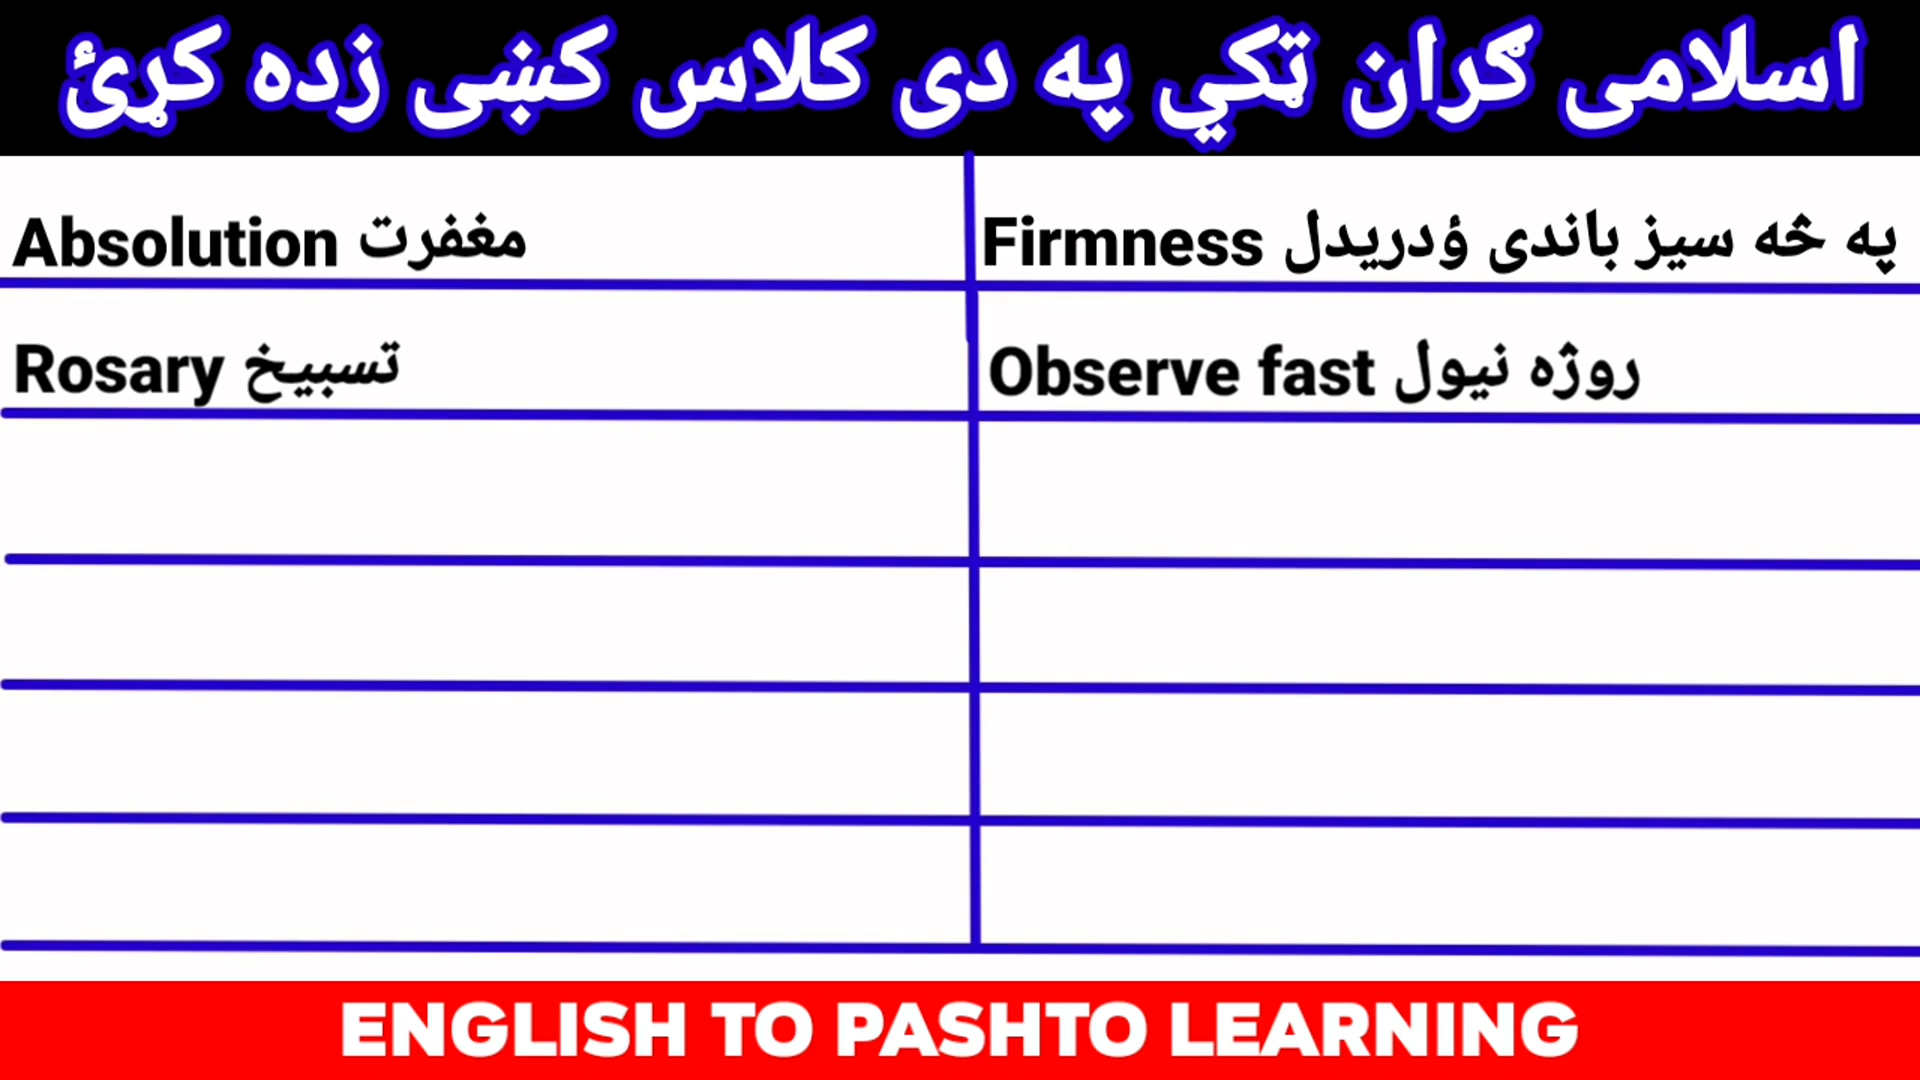 اسلامی ګران ټکي په دی کلاس کښی زده کړئ
Absolution مغفرت
Firmness په څه سیز باندی ؤدریدل
Rosary تسبیخ
Observe fast روژه نیول
ENGLISH TO PASHTO LEARNING